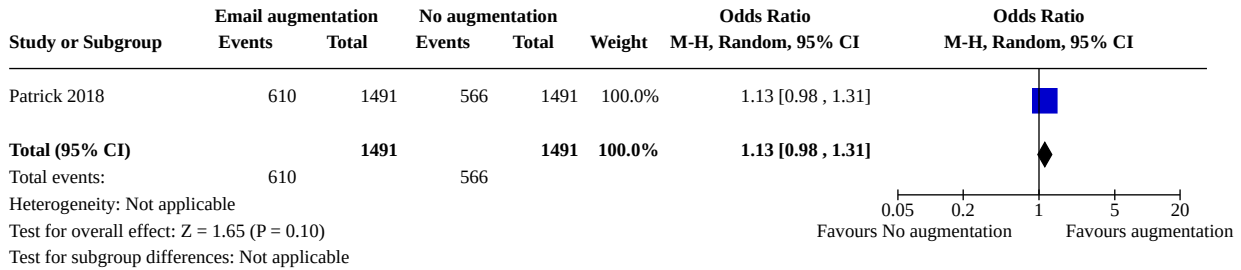 Email augmentation No augmentation Odds Ratio Odds Ratio
Study or Subgroup Events Total Events Total Weight M-H, Random, 95% CI M-H, Random, 95% CI
Patrick 2018 610 1491 566 1491 100.0% 1.13 [0.98 , 1.31]
Total (95% CI) 1491 1491 100.0% 1.13 [0.98 , 1.31]
Total events: 610 566
Heterogeneity: Not applicable 0.05 0.2 1 5 20
Test for overall effect: Z = 1.65 (P = 0.10) Favours No augmentation Favours augmentation
Test for subgroup differences: Not applicable